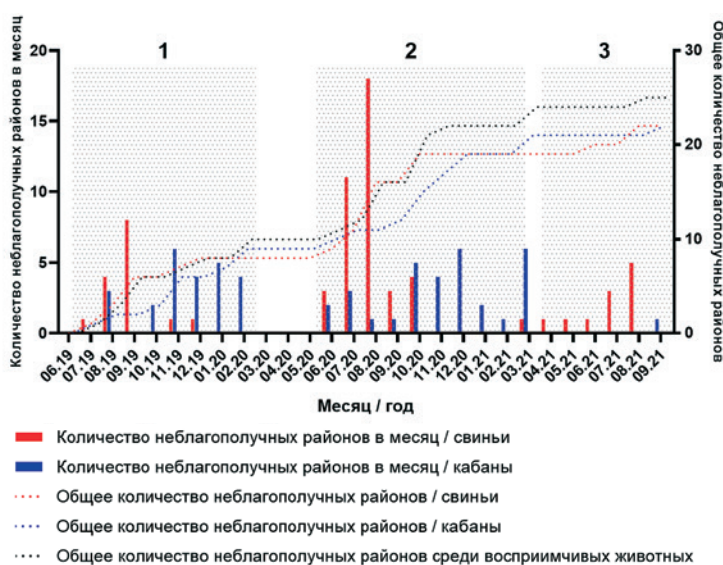 1 2 3
Количество неблагополучных районов в месяц
20
15
10
5
0
Общее количество неблагополучных районов
30
20
10
0
06.19 07.19 08.19 09.19 10.19 11.19 12.19 01.20 02.20 03.20 04.20 05.20 06.20 07.20 08.20 09.20 10.20 11.20 12.20 01.21 02.21 03.21 04.21 05.21 06.21 07.21 08.21 09.21
Месяц / год
Количество неблагополучных районов в месяц / свиньи
Количество неблагополучных районов в месяц / кабаны
Общее количество неблагополучных районов / свиньи
Общее количество неблагополучных районов / кабаны
Общее количество неблагополучных районов среди восприимчивых животных